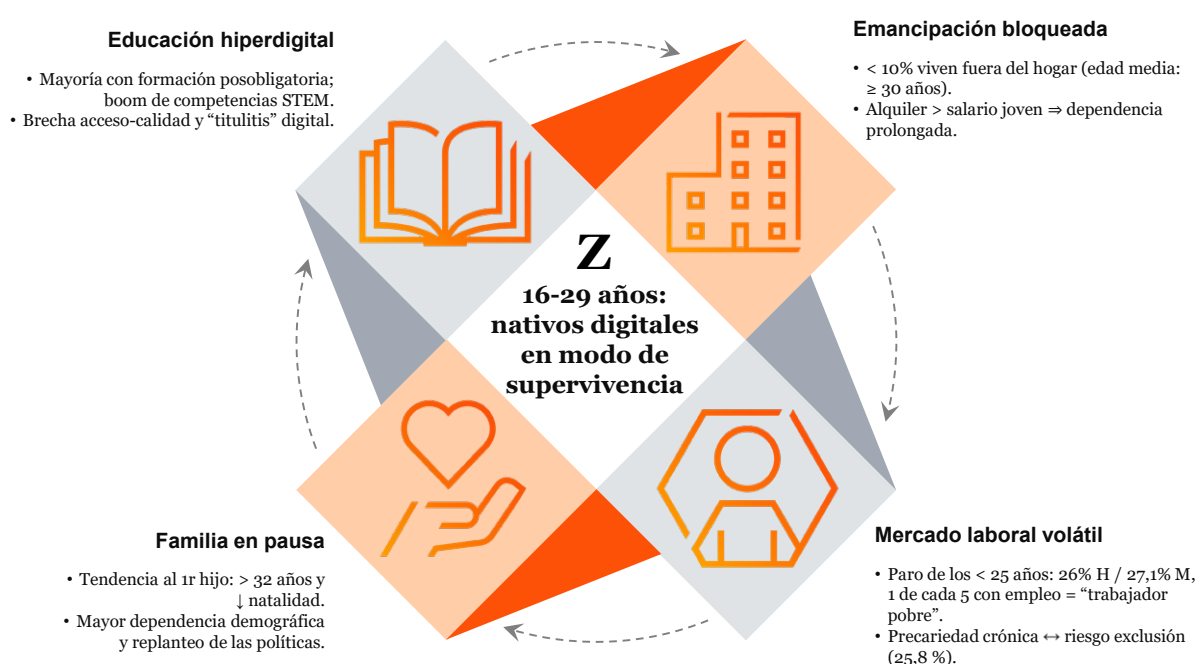 Educación hiperdigital
• Mayoría con formación posobligatoria;
boom de competencias STEM.
• Brecha acceso-calidad y “titulitis” digital.
Emancipación bloqueada
• < 10% viven fuera del hogar (edad media:
≥ 30 años).
• Alquiler > salario joven ⇒ dependencia
prolongada.
Z
16-29 años:
nativos digitales
en modo de
supervivencia
Familia en pausa
• Tendencia al 1r hijo: > 32 años y
↓ natalidad.
• Mayor dependencia demográfica
y replanteo de las políticas.
Mercado laboral volátil
• Paro de los < 25 años: 26% H / 27,1% M,
1 de cada 5 con empleo = “trabajador
pobre”.
• Precariedad crónica ↔ riesgo exclusión
(25,8 %).